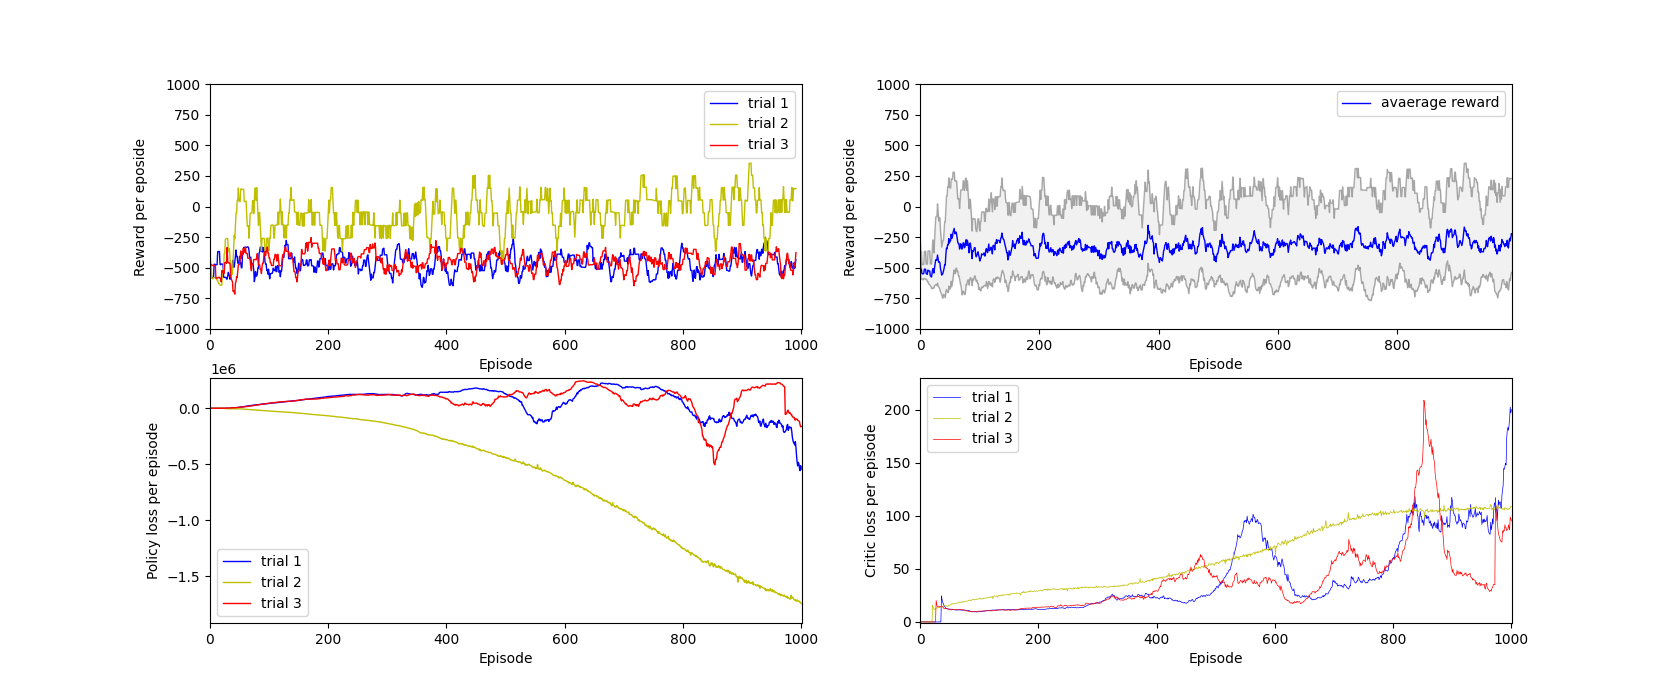 1000
750
500
250
0
−250
−500
−750
−1000
Reward per eposide
trial 1
trial 2
trial 3
0
200
400
600
800
1000
Episode
1000
750
500
250
0
−250
−500
−750
−1000
Reward per eposide
avaerage reward
0
200
400
600
800
Episode
1e6
0.0
−0.5
−1.0
−1.5
Policy loss per episode
trial 1
trial 2
trial 3
0
200
400
600
800
1000
Episode
200
150
100
50
0
Critic loss per episode
trial 1
trial 2
trial 3
0
200
400
600
800
1000
Episode